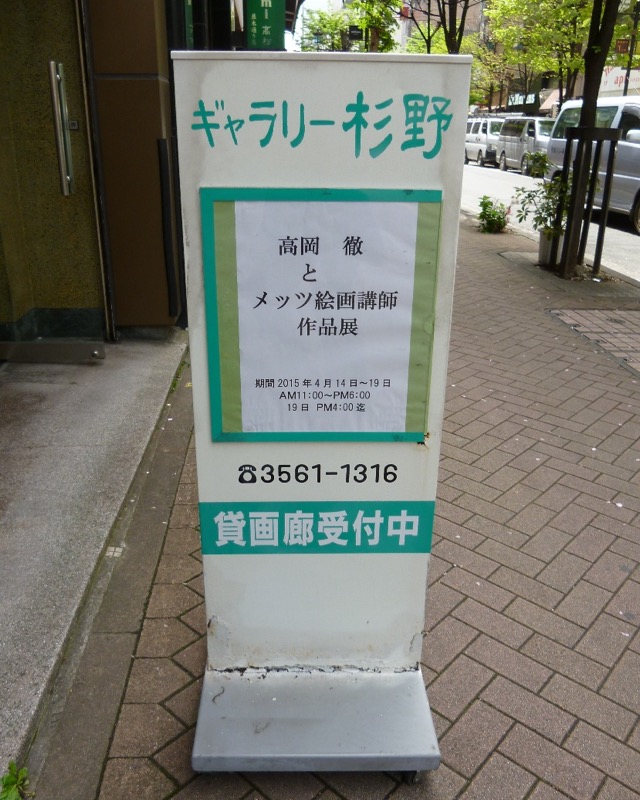 ギャラリー杉野
高岡 徹
と
メッツ絵画講師
作品展
期間 2015年4月14日～19日
AM11:00～PM6:00
19日 PM4:00迄
☎3561-1316
貸画廊受付中